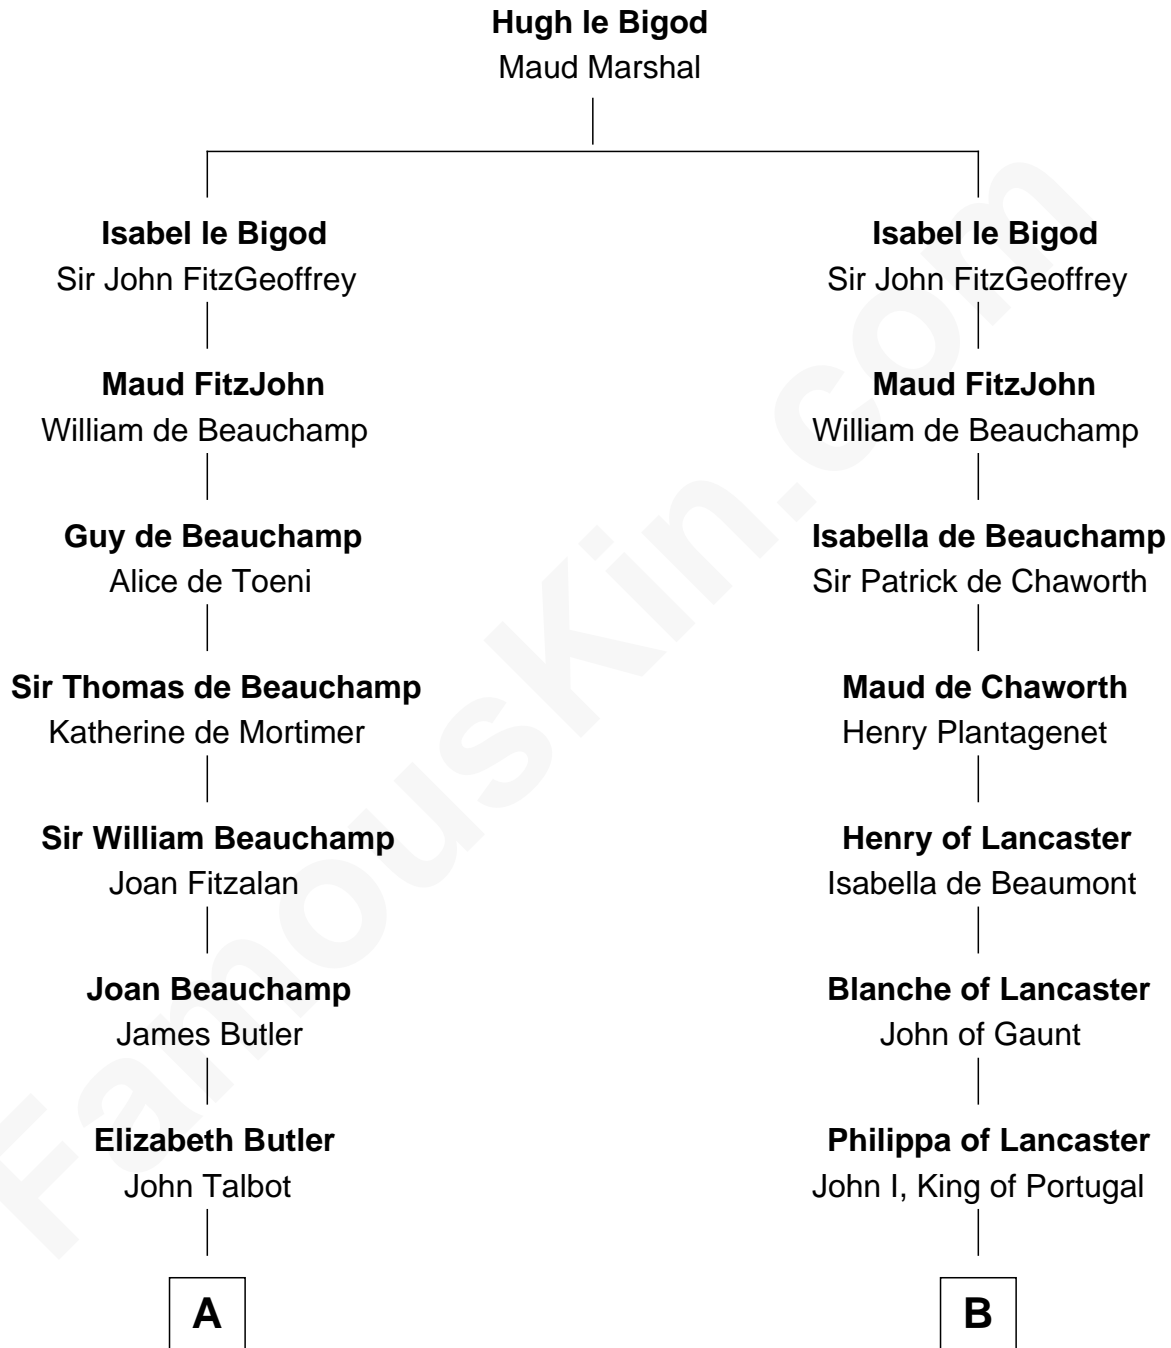 Hugh le Bigod
Maud Marshal
Isabel le Bigod
Sir John FitzGeoffrey
Maud FitzJohn
William de Beauchamp
Guy de Beauchamp
Alice de Toeni
Sir Thomas de Beauchamp
Katherine de Mortimer
Sir William Beauchamp
Joan Fitzalan
Joan Beauchamp
James Butler
Elizabeth Butler
John Talbot
A
Isabel le Bigod
Sir John FitzGeoffrey
Maud FitzJohn
William de Beauchamp
Isabella de Beauchamp
Sir Patrick de Chaworth
Maud de Chaworth
Henry Plantagenet
Henry of Lancaster
Isabella de Beaumont
Blanche of Lancaster
John of Gaunt
Philippa of Lancaster
John I, King of Portugal
B
FamousKin.com